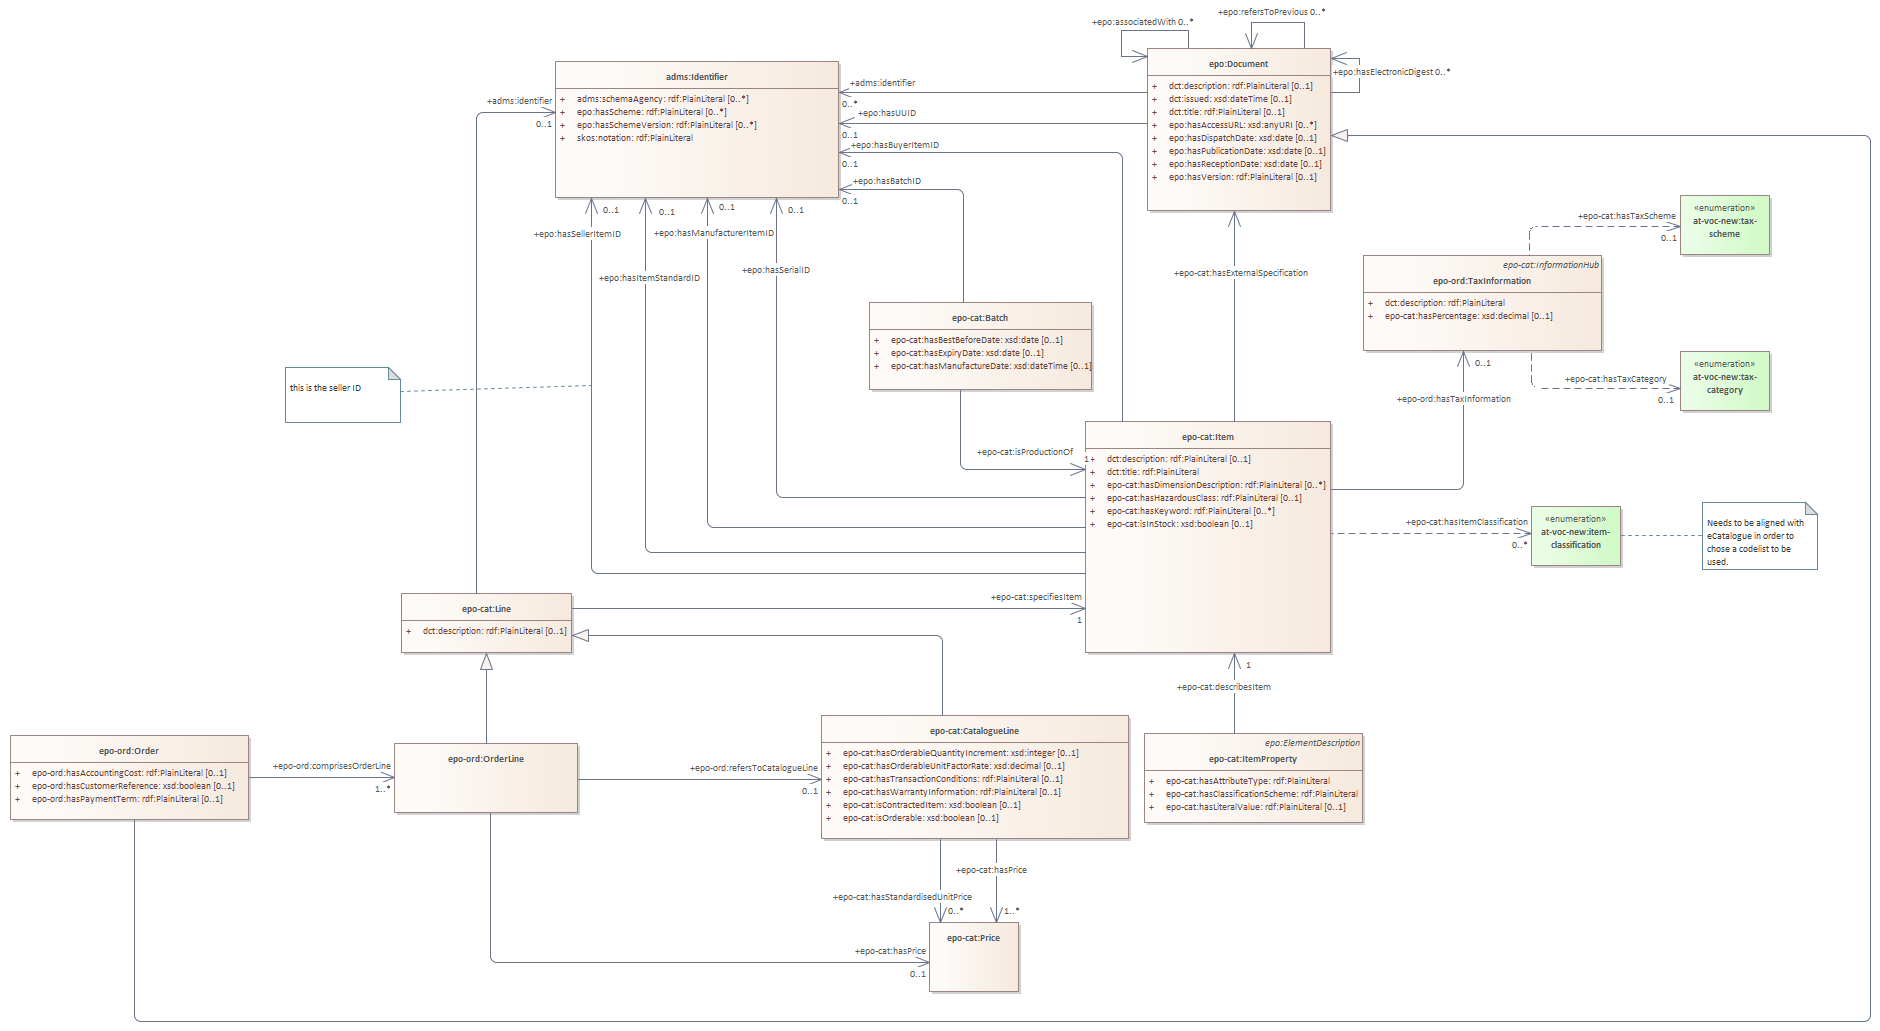 +epo:associatedWith 0..*
+epo:refersToPrevious 0..*
+epo:hasElectronicDigest 0..*
epo:Document
+ dct:description: rdf:PlainLiteral [0..1]
+ dct:issued: xsd:dateTime [0..1]
+ dct:title: rdf:PlainLiteral [0..1]
+ epo:hasAccessURL: xsd:anyURI [0..*]
+ epo:hasDispatchDate: xsd:date [0..1]
+ epo:hasPublicationDate: xsd:date [0..1]
+ epo:hasReceptionDate: xsd:date [0..1]
+ epo:hasVersion: rdf:PlainLiteral [0..1]
adms:Identifier
+ adms:schemaAgency: rdf:PlainLiteral [0..*]
+ epo:hasScheme: rdf:PlainLiteral [0..*]
+ epo:hasSchemeVersion: rdf:PlainLiteral [0..*]
+ skos:notation: rdf:PlainLiteral
+adms:identifier
0..1
+adms:identifier
0..*
+epo:hasUUID
0..1
+epo:hasBuyerItemID
0..1
+epo:hasBatchID
0..1
0..1
+epo:hasSellerItemID
0..1
+epo:hasItemStandardID
0..1
+epo:hasManufacturerItemID
0..1
+epo:hasSerialID
+epo-cat:hasExternalSpecification
+epo-cat:hasTaxScheme
0..1
«enumeration»
at-voc-new:tax-
scheme
epo-cat:InformationHub
epo-ord:TaxInformation
+ dct:description: rdf:PlainLiteral
+ epo-cat:hasPercentage: xsd:decimal [0..1]
+epo-cat:hasTaxCategory
0..1
«enumeration»
at-voc-new:tax-
category
0..1
+epo-ord:hasTaxInformation
epo-cat:Batch
+ epo-cat:hasBestBeforeDate: xsd:date [0..1]
+ epo-cat:hasExpiryDate: xsd:date [0..1]
+ epo-cat:hasManufactureDate: xsd:dateTime [0..1]
this is the seller ID
+epo-cat:isProductionOf
1
epo-cat:Item
+ dct:description: rdf:PlainLiteral [0..1]
+ dct:title: rdf:PlainLiteral
+ epo-cat:hasDimensionDescription: rdf:PlainLiteral [0..*]
+ epo-cat:hasHazardousClass: rdf:PlainLiteral [0..1]
+ epo-cat:hasKeyword: rdf:PlainLiteral [0..*]
+ epo-cat:isInStock: xsd:boolean [0..1]
+epo-cat:hasItemClassification
0..*
«enumeration»
at-voc-new:item-
classification
Needs to be aligned with
eCatalogue in order to
chose a codelist to be
used.
epo-cat:Line
+ dct:description: rdf:PlainLiteral [0..1]
+epo-cat:specifiesItem
1
1
+epo-cat:describesItem
epo-ord:Order
+ epo-ord:hasAccountingCost: rdf:PlainLiteral [0..1]
+ epo-ord:hasCustomerReference: xsd:boolean [0..1]
+ epo-ord:hasPaymentTerm: rdf:PlainLiteral [0..1]
+epo-ord:comprisesOrderLine
1..*
epo-ord:OrderLine
+epo-ord:refersToCatalogueLine
0..1
epo-cat:CatalogueLine
+ epo-cat:hasOrderableQuantityIncrement: xsd:integer [0..1]
+ epo-cat:hasOrderableUnitFactorRate: xsd:decimal [0..1]
+ epo-cat:hasTransactionConditions: rdf:PlainLiteral [0..1]
+ epo-cat:hasWarrantyInformation: rdf:PlainLiteral [0..1]
+ epo-cat:isContractedItem: xsd:boolean [0..1]
+ epo-cat:isOrderable: xsd:boolean [0..1]
epo:ElementDescription
epo-cat:ItemProperty
+ epo-cat:hasAttributeType: rdf:PlainLiteral
+ epo-cat:hasClassificationScheme: rdf:PlainLiteral
+ epo-cat:hasLiteralValue: rdf:PlainLiteral [0..1]
+epo-cat:hasPrice
+epo-cat:hasStandardisedUnitPrice
0..*
1..*
epo-cat:Price
+epo-cat:hasPrice
0..1